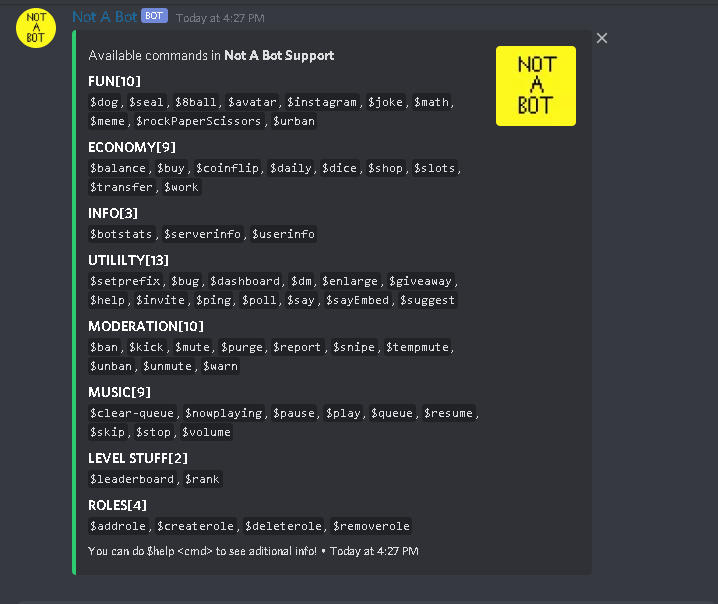 NOT
A
BOT
Not A Bot BOT Today at 4:27 PM
Available commands in Not A Bot Support
NOT
A
BOT
FUN[10]
$dog, $seal, $8ball, $avatar, $instagram, $joke, $math,
$meme, $rockPaperScissors, $urban
ECONOMY[9]
$balance, $buy, $coinflip, $daily, $dice, $shop, $slots,
$transfer, $work
INFO[3]
$botstats, $serverinfo, $userinfo
UTILILTY[13]
$setprefix, $bug, $dashboard, $dm, $enlarge, $giveaway,
$help, $invite, $ping, $poll, $say, $sayEmbed, $suggest
MODERATION[10]
$ban, $kick, $mute, $purge, $report, $snipe, $tempmute,
$unban, $unmute, $warn
MUSIC[9]
$clear-queue, $nowplaying, $pause, $play, $queue, $resume,
$skip, $stop, $volume
LEVEL STUFF[2]
$leaderboard, $rank
ROLES[4]
$addrole, $createrole, $deleterole, $removerole
You can do $help <cmd> to see aditional info! • Today at 4:27 PM